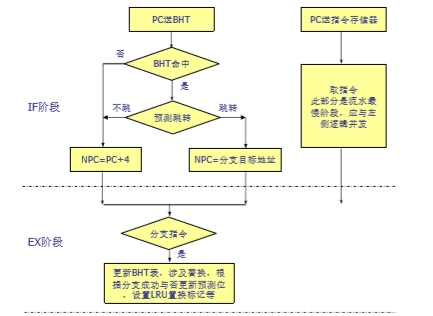 PC送BHT
PC送指令存储器
否
BHT命中
是
取指令
此部分是流水最
慢阶段，应与左
侧逻辑并发
IF阶段
不跳
预测跳转
跳转
NPC=PC+4
NPC=分支目标地址
EX阶段
分支指令
是
更新BHT表，涉及替换，根
据分支成功与否更新预测位
，设置LRU置换标记等